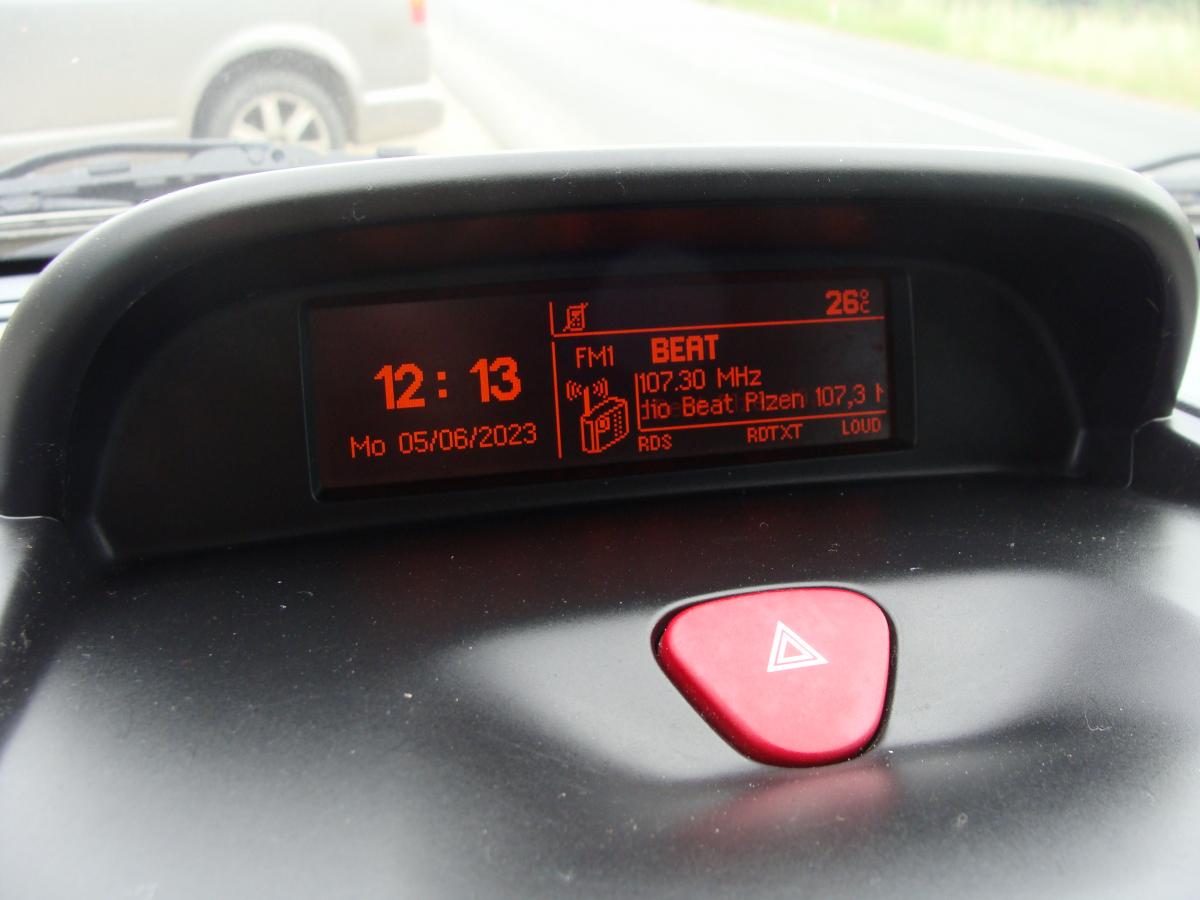 12:13
Mo 05/06/2023
26°C
FM1 BEAT
107.30 MHz
dio Beat Plzen 107,3
RDS RDTXT LOUD